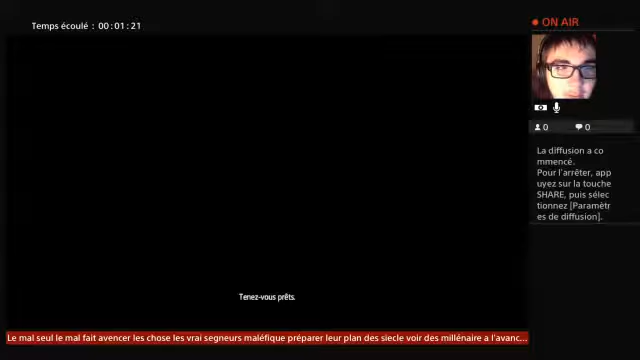 Temps écoulé : 00:01:21
ON AIR
0 0
La diffusion a co
mmencé.
Pour l'arrêter, app
uyez sur la touche
SHARE, puis sélec
tionnez [Paramètr
es de diffusion].
Tenez-vous prêts.
Le mal seul le mal fait avencer les chose les vrai segneurs maléfique préparer leur plan des siecle voir des millénaire a l'avanc...